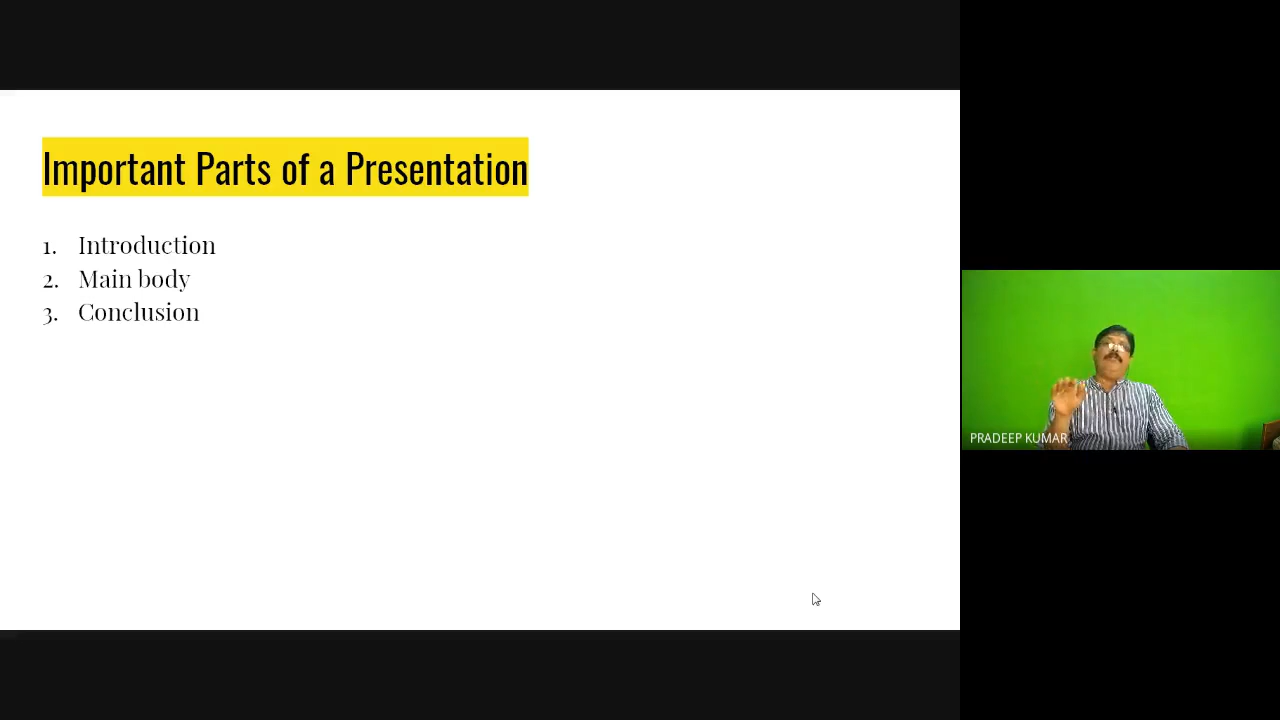 Important Parts of a Presentation
1. Introduction
2. Main body
3. Conclusion
PRADEEP KUMAR